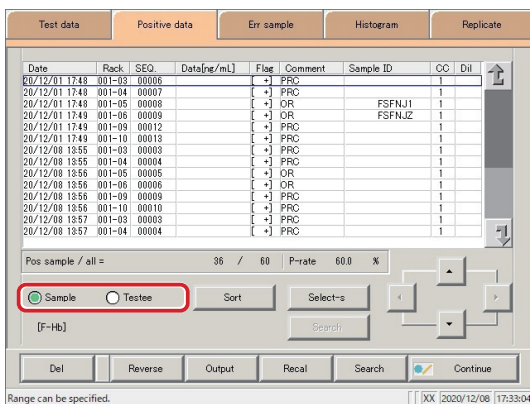 Test data Positive data Err sample Histogram Replicate
Date Rack SEQ. Data[ng/mL] Flag Comment Sample ID CC Dil
20/12/01 17:48 001-03 00006 [ +] PRC 1
20/12/01 17:48 001-04 00007 [ +] PRC 1
20/12/01 17:48 001-05 00008 [ +] OR FSFNJ1 1
20/12/01 17:49 001-06 00009 [ +] OR FSFNJZ 1
20/12/01 17:49 001-09 00012 [ +] PRC 1
20/12/01 17:49 001-10 00013 [ +] PRC 1
20/12/08 13:55 001-03 00003 [ +] PRC 1
20/12/08 13:55 001-04 00004 [ +] PRC 1
20/12/08 13:56 001-05 00005 [ +] OR 1
20/12/08 13:56 001-06 00006 [ +] OR 1
20/12/08 13:56 001-09 00009 [ +] PRC 1
20/12/08 13:56 001-10 00010 [ +] PRC 1
20/12/08 13:57 001-03 00003 [ +] PRC 1
20/12/08 13:57 001-04 00004 [ +] PRC 1
Pos sample / all = 36 / 60 P-rate 60.0 %
Sample Testee Sort Select-s
[F-Hb] Search
Del Reverse Output Recal Search Continue
Range can be specified. XX 2020/12/08 17:33:04